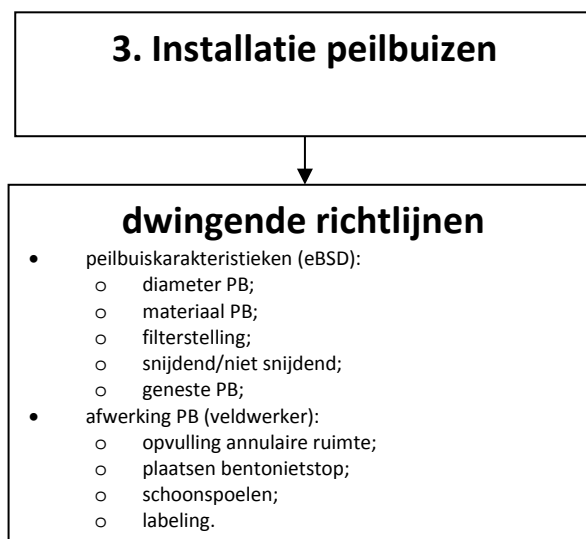 3. Installatie peilbuizen
dwingende richtlijnen
• peilbuiskarakteristieken (eBSD):
o diameter PB;
o materiaal PB;
o filterstelling;
o snijdend/niet snijdend;
o geneste PB;
• afwerking PB (veldwerker):
o opvulling annulaire ruimte;
o plaatsen bentonietstop;
o schoonspoelen;
o labeling.